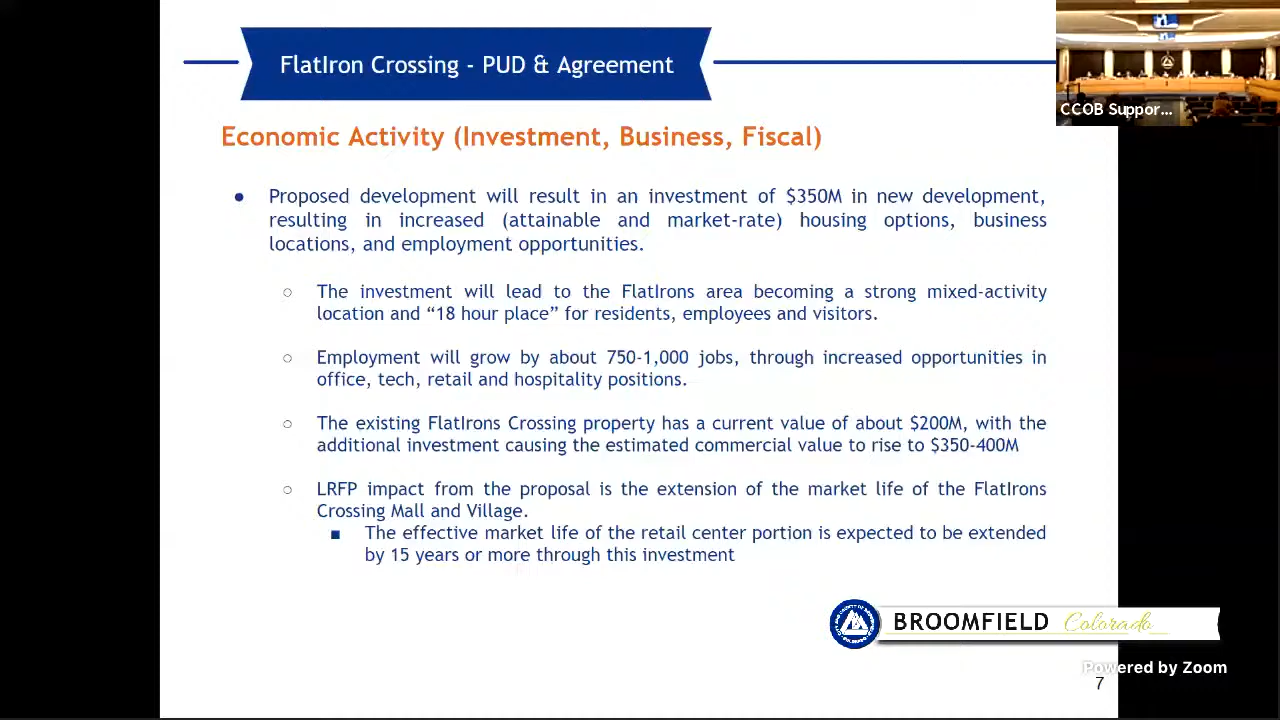 FlatIron Crossing - PUD & Agreement
CCOB Suppor...
Economic Activity (Investment, Business, Fiscal)
● Proposed development will result in an investment of $350M in new development,
resulting in increased (attainable and market-rate) housing options, business
locations, and employment opportunities.
○ The investment will lead to the FlatIrons area becoming a strong mixed-activity
location and “18 hour place” for residents, employees and visitors.
○ Employment will grow by about 750-1,000 jobs, through increased opportunities in
office, tech, retail and hospitality positions.
○ The existing FlatIrons Crossing property has a current value of about $200M, with the
additional investment causing the estimated commercial value to rise to $350-400M
○ LRFP impact from the proposal is the extension of the market life of the FlatIrons
Crossing Mall and Village.
■ The effective market life of the retail center portion is expected to be extended
by 15 years or more through this investment
BROOMFIELD Colorado
Powered by Zoom
7